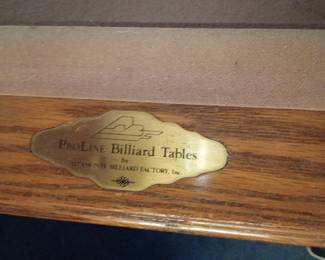 ProLine Billiard Tables
by
BILLIARD FACTORY, Inc